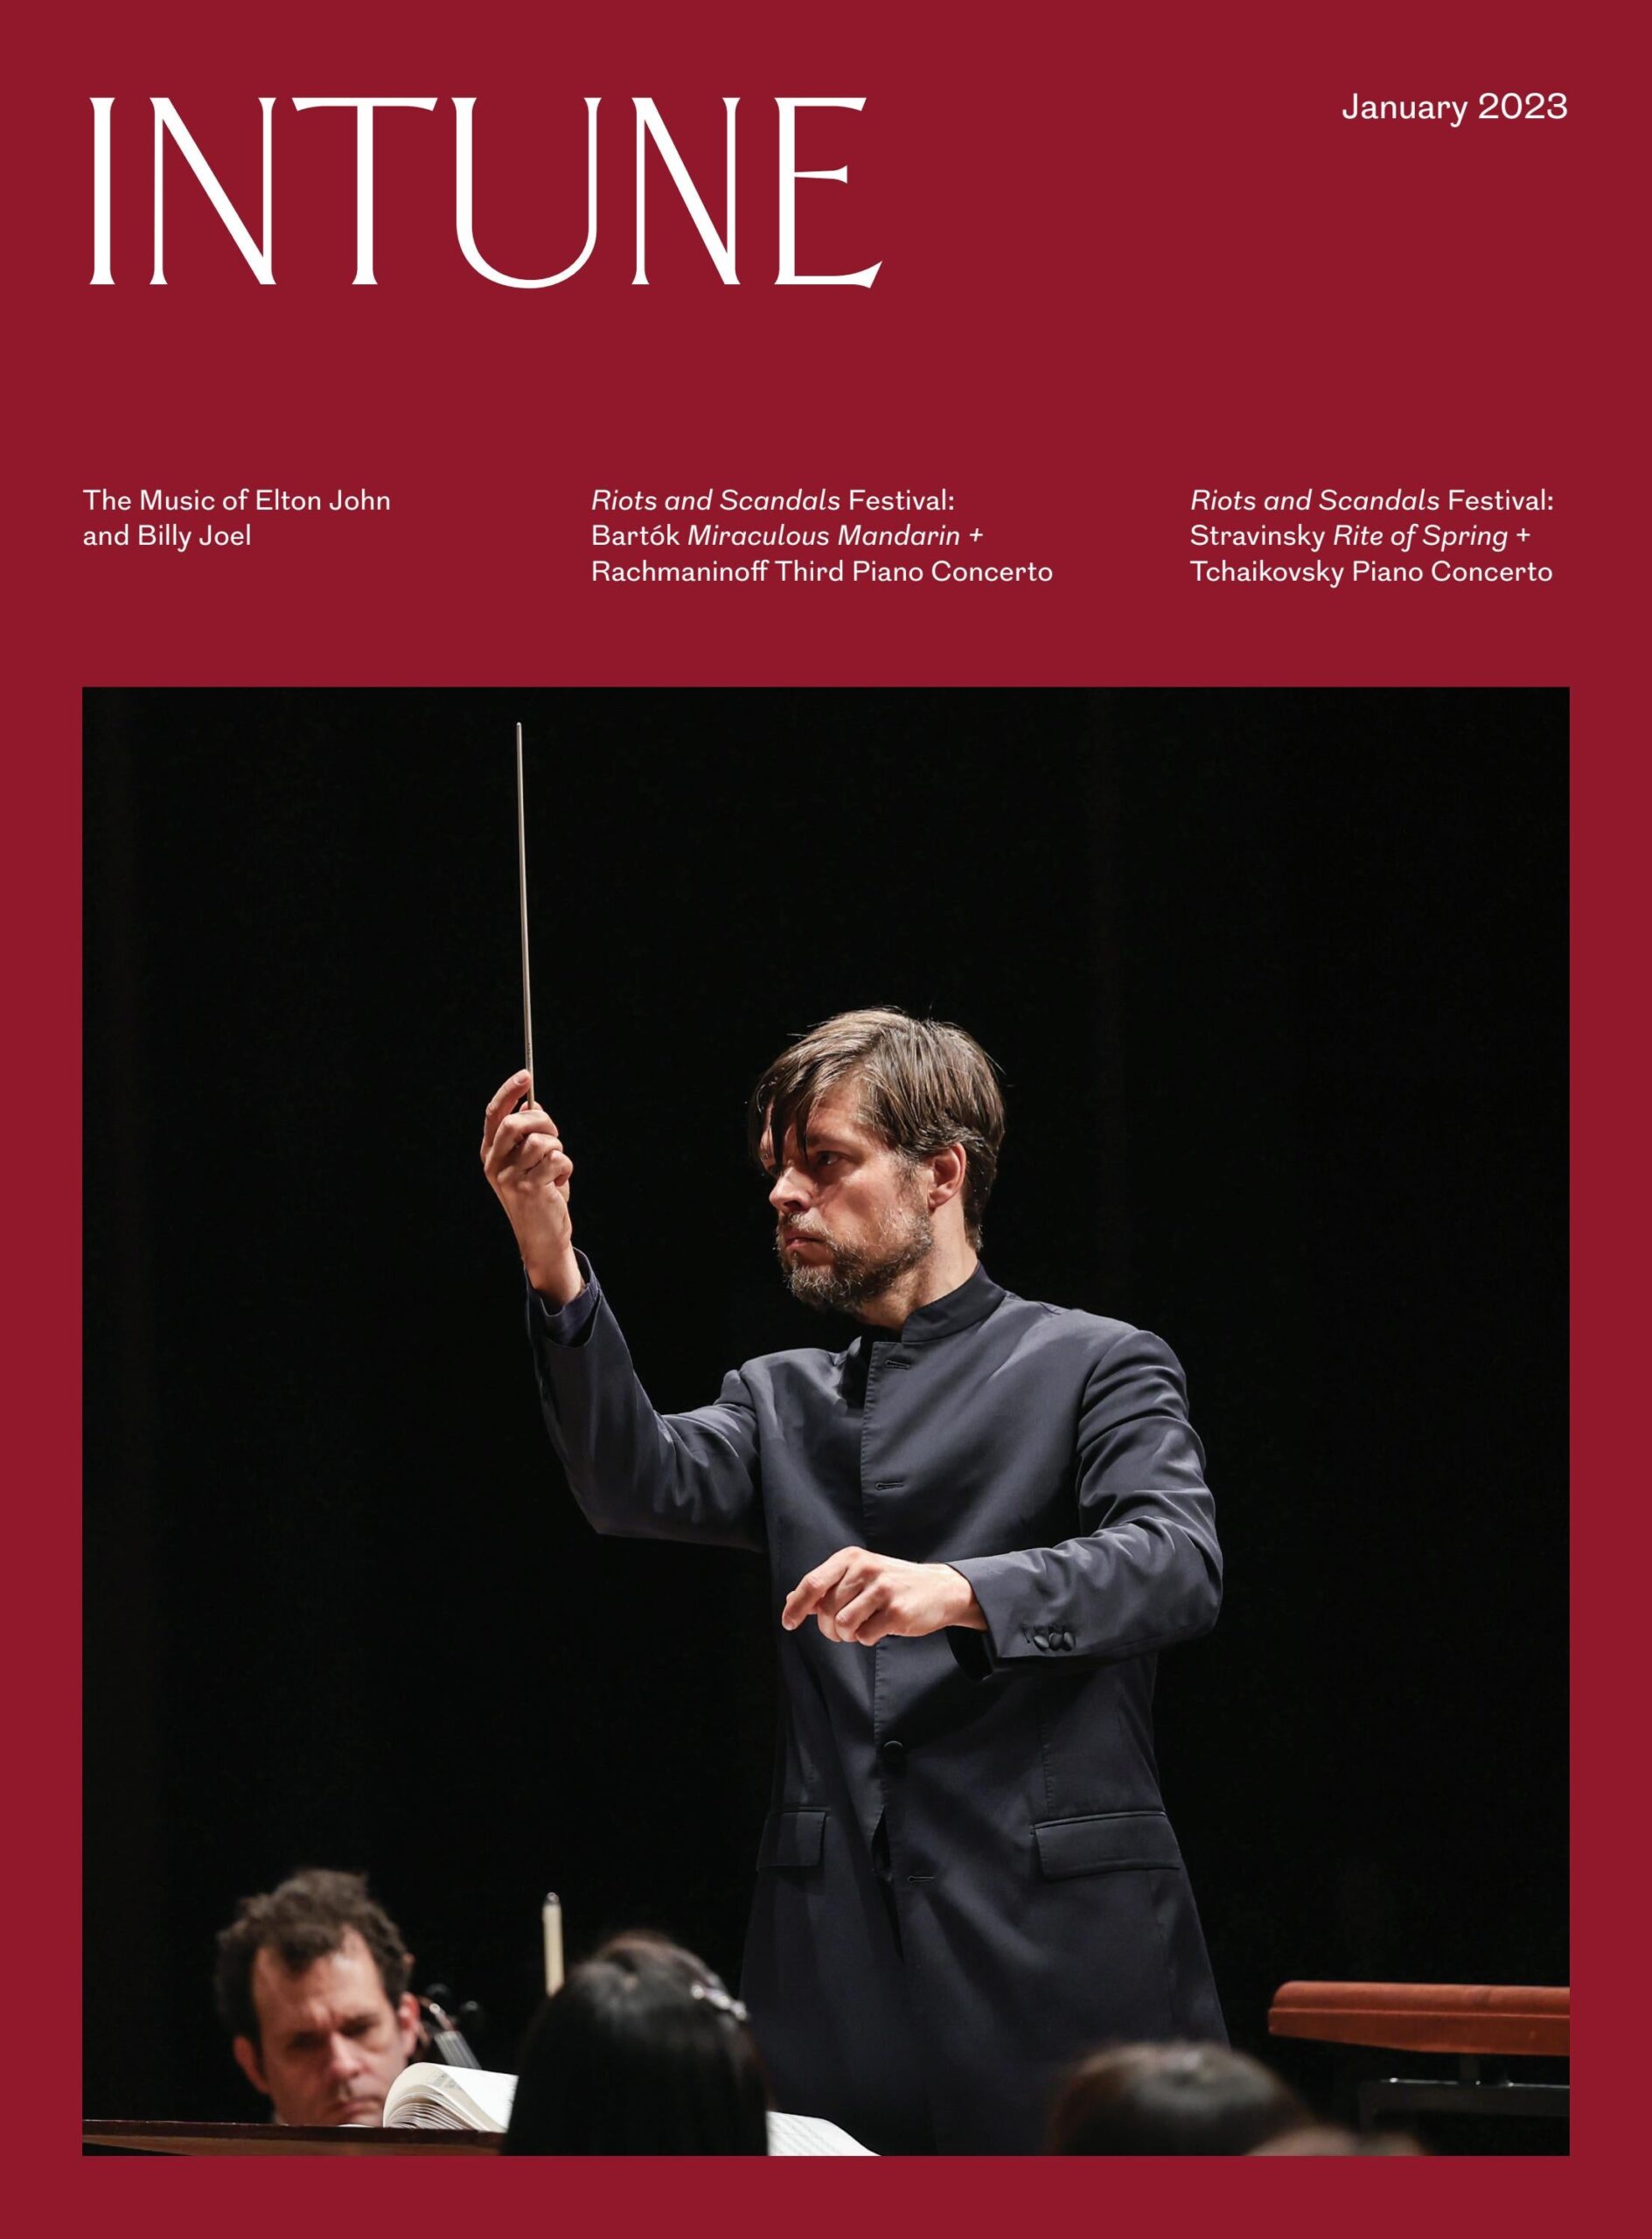 INTUNE
January 2023
The Music of Elton John
and Billy Joel
Riots and Scandals Festival:
Bartók Miraculous Mandarin +
Rachmaninoff Third Piano Concerto
Riots and Scandals Festival:
Stravinsky Rite of Spring +
Tchaikovsky Piano Concerto